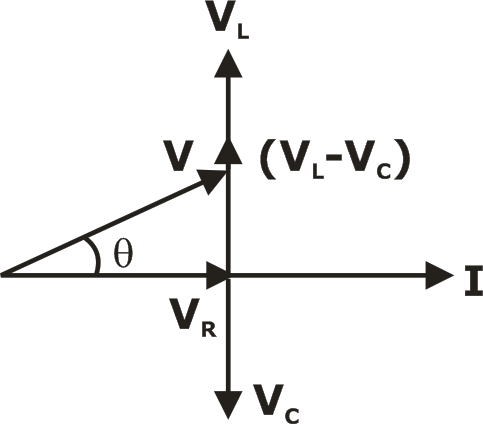 V_L
V (V_L-V_C)
θ
I
V_R
V_C